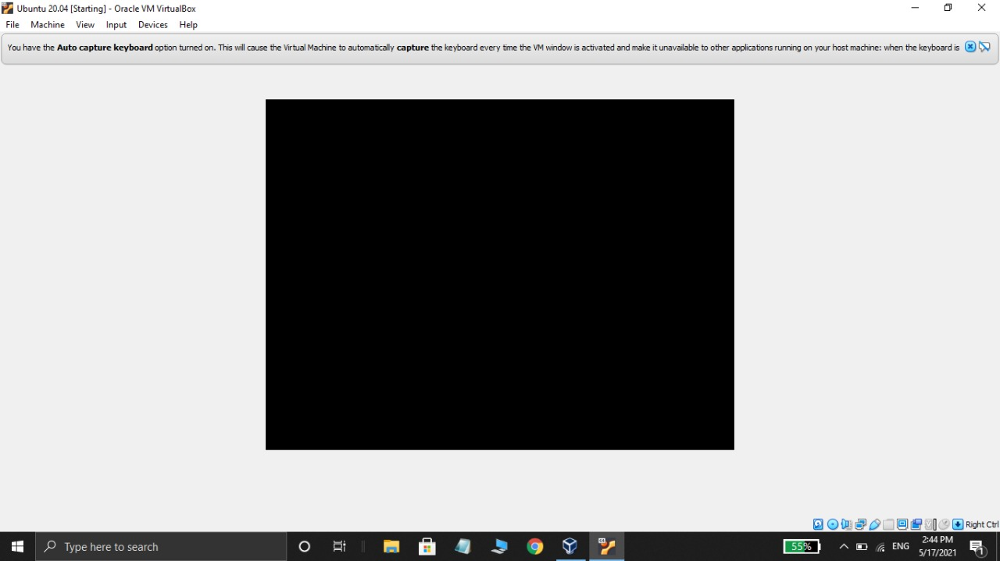 Ubuntu 20.04 [Starting] - Oracle VM VirtualBox
File Machine View Input Devices Help
You have the Auto capture keyboard option turned on. This will cause the Virtual Machine to automatically capture the keyboard every time the VM window is activated and make it unavailable to other applications running on your host machine: when the keyboard is
Right Ctrl
Type here to search
55%
ENG
2:44 PM
5/17/2021
1